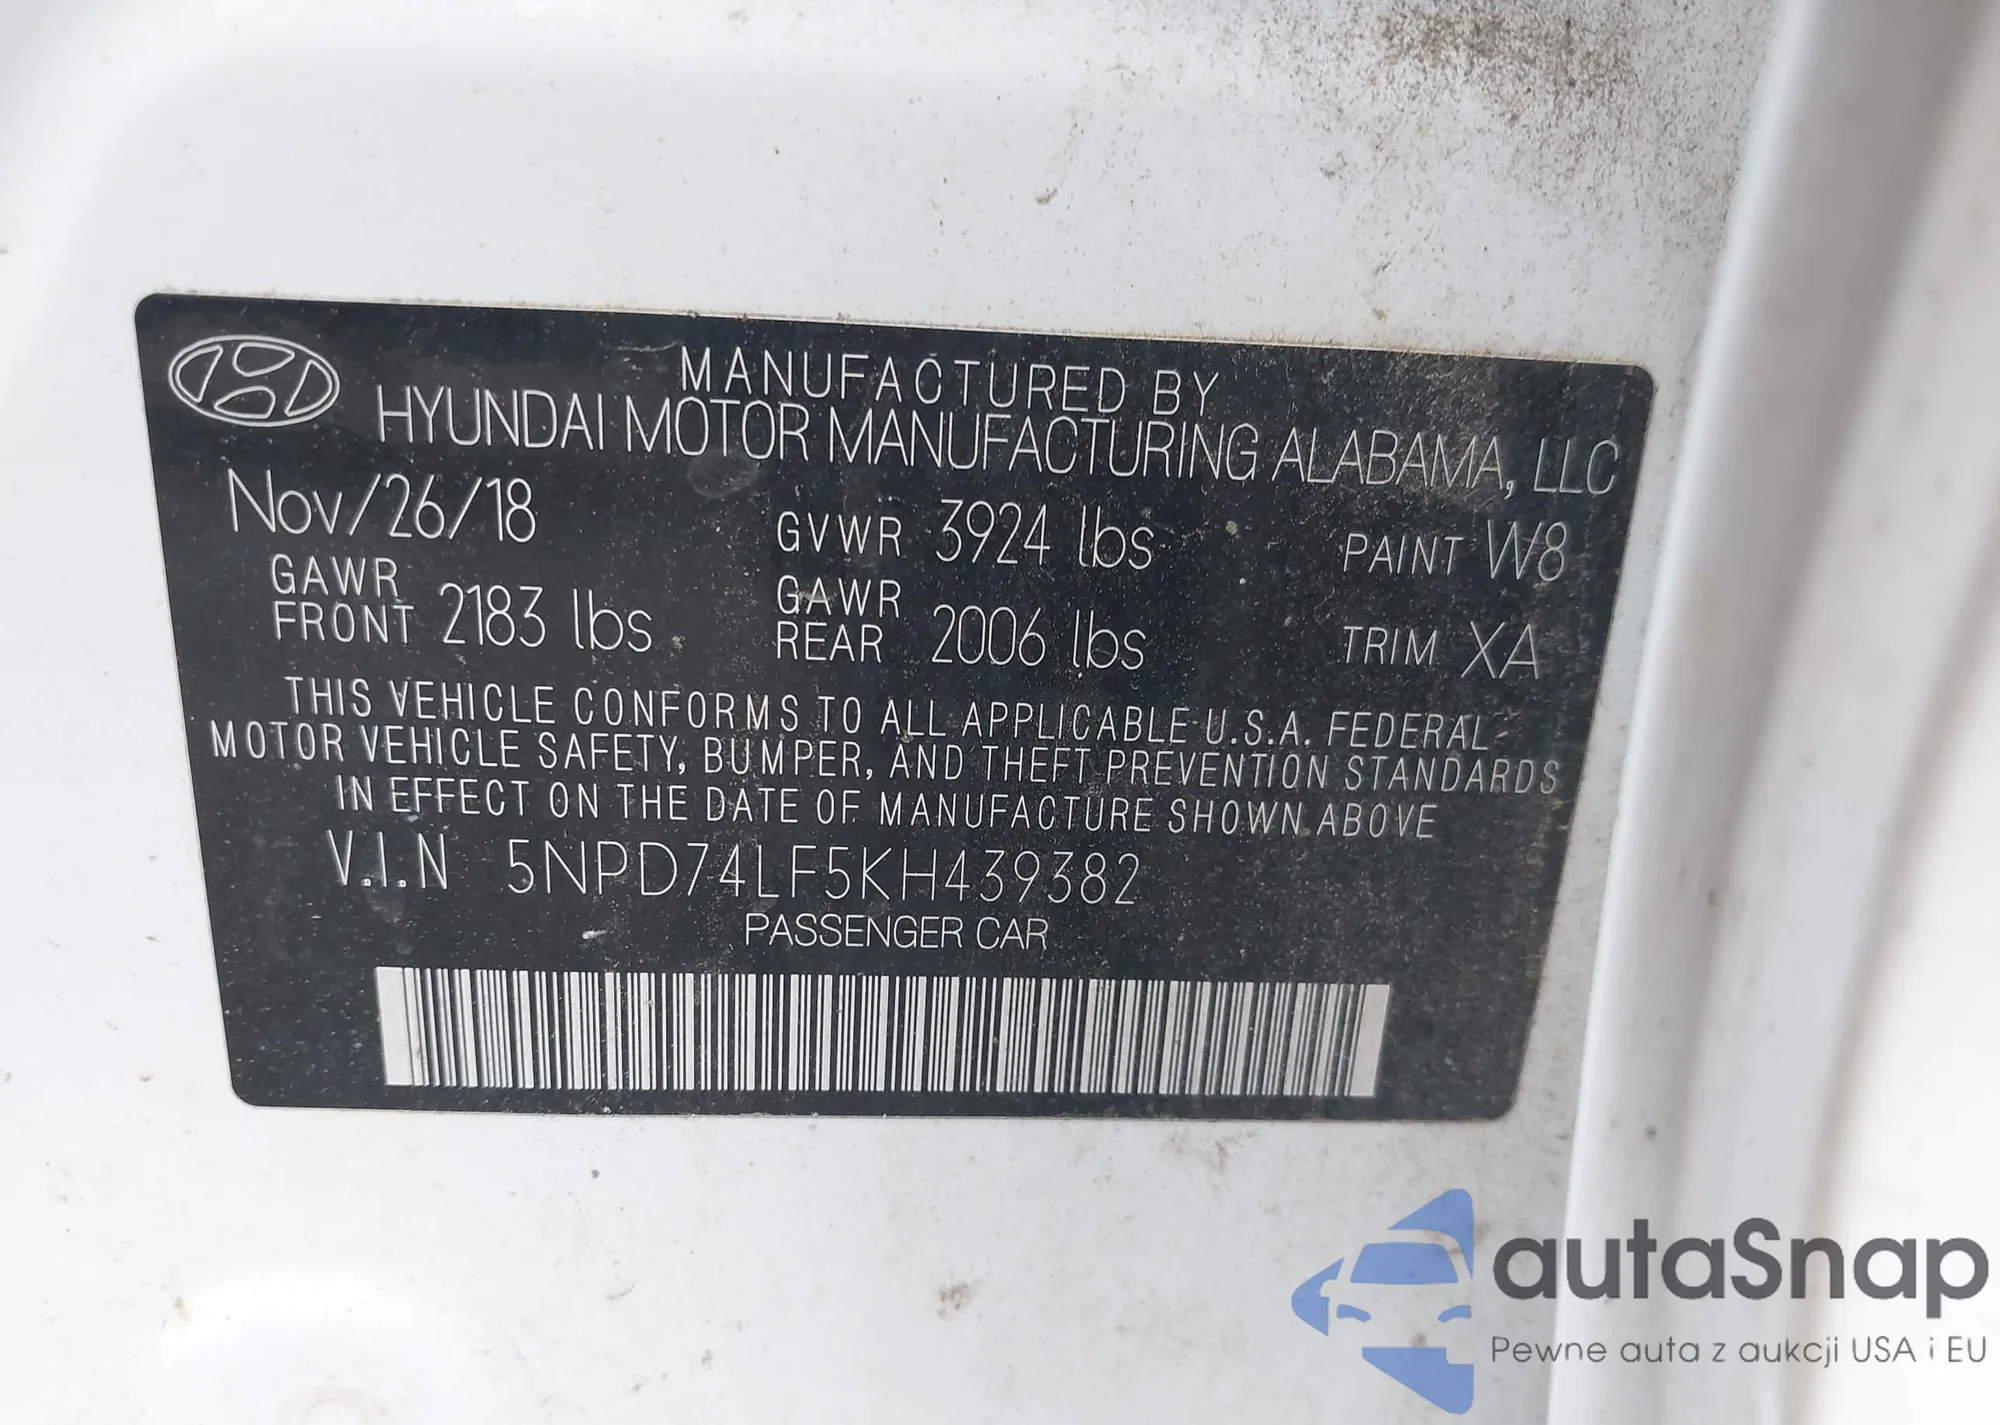 MANUFACTURED BY
HYUNDAI MOTOR MANUFACTURING ALABAMA, LLC
Nov/26/18 GVWR 3924 lbs PAINT W8
GAWR FRONT 2183 lbs GAWR REAR 2006 lbs TRIM XA
THIS VEHICLE CONFORMS TO ALL APPLICABLE U.S.A. FEDERAL
MOTOR VEHICLE SAFETY, BUMPER, AND THEFT PREVENTION STANDARDS
IN EFFECT ON THE DATE OF MANUFACTURE SHOWN ABOVE
V.I.N 5NPD74LF5KH439382
PASSENGER CAR
autaSnap
Pewne auta z aukcji USA i EU